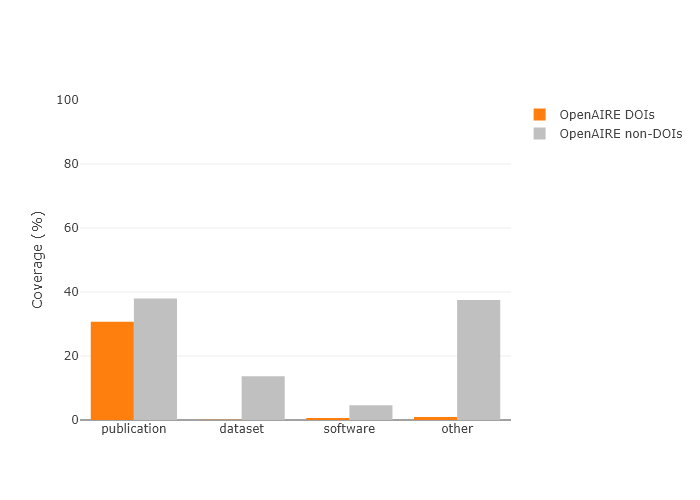 100
80
60
40
20
0
Coverage (%)
publication
dataset
software
other
OpenAIRE DOIs
OpenAIRE non-DOIs